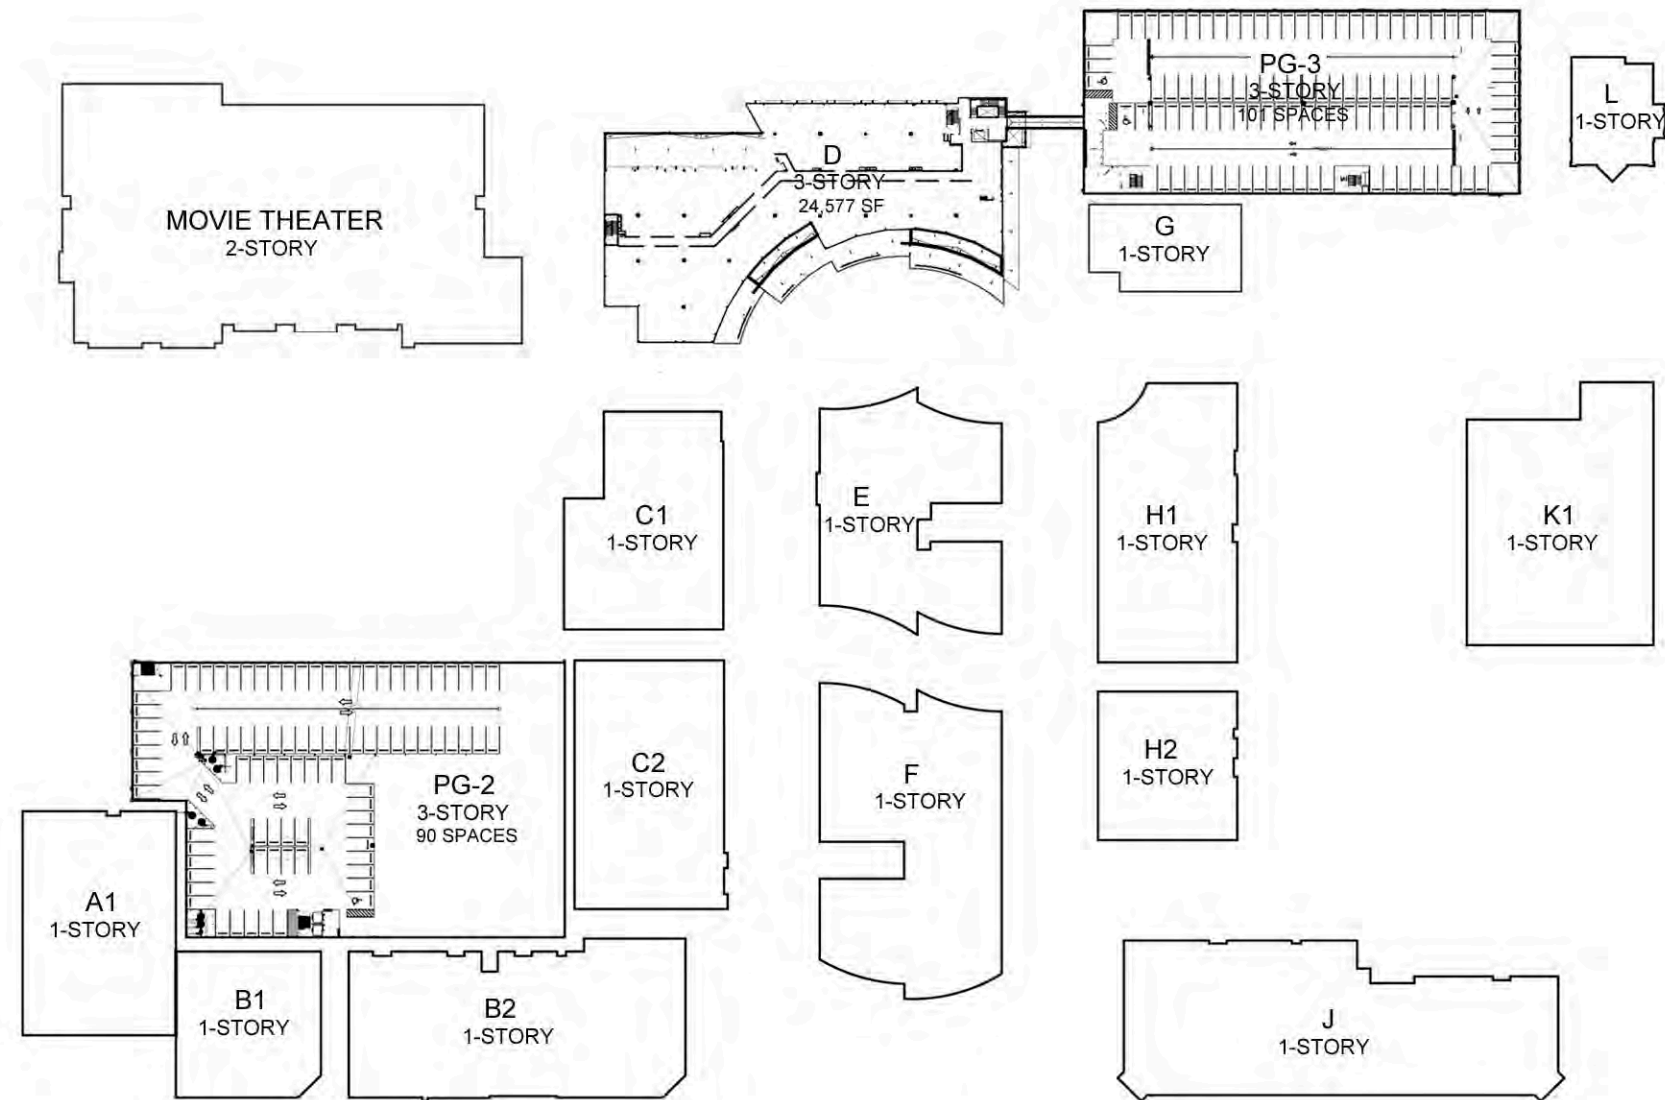 PG-3
3-STORY
101 SPACES
L
1-STORY
D
3-STORY
24,577 SF
MOVIE THEATER
2-STORY
G
1-STORY
C1
1-STORY
E
1-STORY
H1
1-STORY
K1
1-STORY
PG-2
3-STORY
90 SPACES
C2
1-STORY
F
1-STORY
H2
1-STORY
A1
1-STORY
B1
1-STORY
B2
1-STORY
J
1-STORY